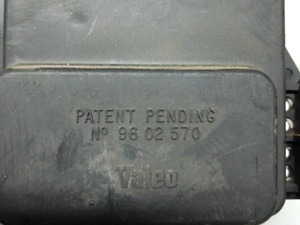 PATENT PENDING
Nº 96 02 570
Valeo